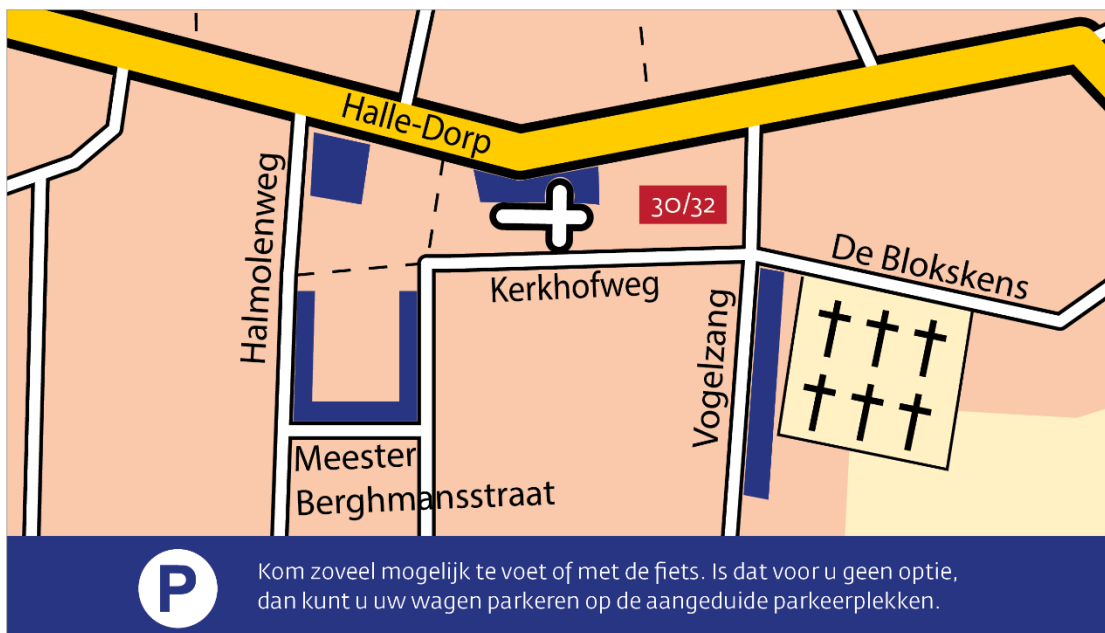 Halle-Dorp
Halmolenweg
30/32
De Blokskens
Kerkhofweg
Vogelzang
Meester
Berghmansstraat
P
Kom zoveel mogelijk te voet of met de fiets. Is dat voor u geen optie,
dan kunt u uw wagen parkeren op de aangeduide parkeerplekken.